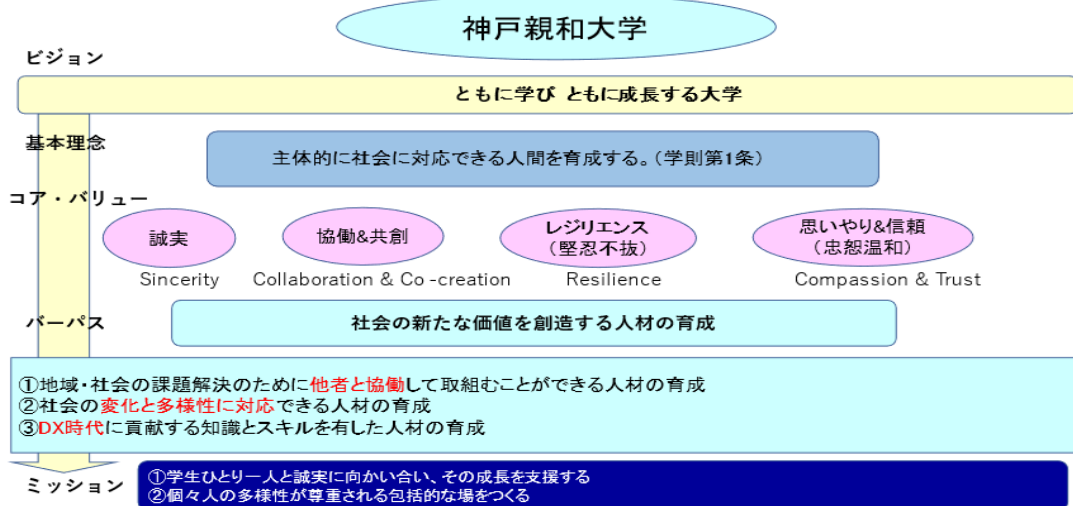 神戸親和大学
ビジョン
ともに学び ともに成長する大学
基本理念
主体的に社会に対応できる人間を育成する。(学則第1条)
コア・バリュー
誠実
協働&共創
レジリエンス
(堅忍不抜)
思いやり&信頼
(忠恕温和)
Sincerity
Collaboration & Co-creation
Resilience
Compassion & Trust
パーパス
社会の新たな価値を創造する人材の育成
①地域・社会の課題解決のために他者と協働して取組むことができる人材の育成
②社会の変化と多様性に対応できる人材の育成
③DX時代に貢献する知識とスキルを有した人材の育成
ミッション
①学生ひとり一人と誠実に向かい合い、その成長を支援する
②個々人の多様性が尊重される包括的な場をつくる